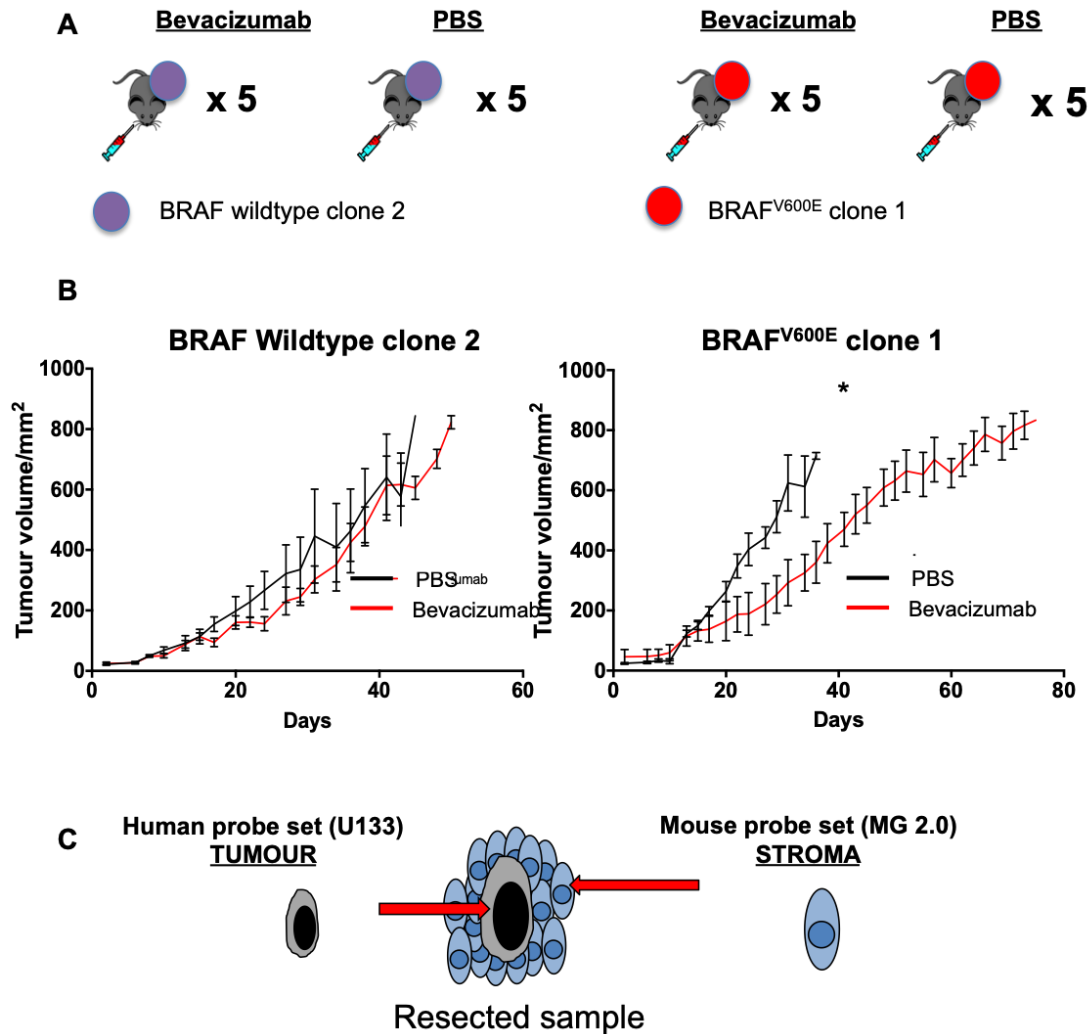 A
Bevacizumab PBS Bevacizumab PBS
x 5 x 5 x 5 x 5
BRAF wildtype clone 2 BRAFV600E clone 1
B
BRAF Wildtype clone 2
Tumour volume/mm2
1000
800
600
400
200
0
0 20 40 60
Days
PBS
umab
Bevacizumab
BRAFV600E clone 1
*
Tumour volume/mm2
1000
800
600
400
200
0
0 20 40 60 80
Days
PBS
Bevacizumab
C
Human probe set (U133)
TUMOUR
Mouse probe set (MG 2.0)
STROMA
Resected sample